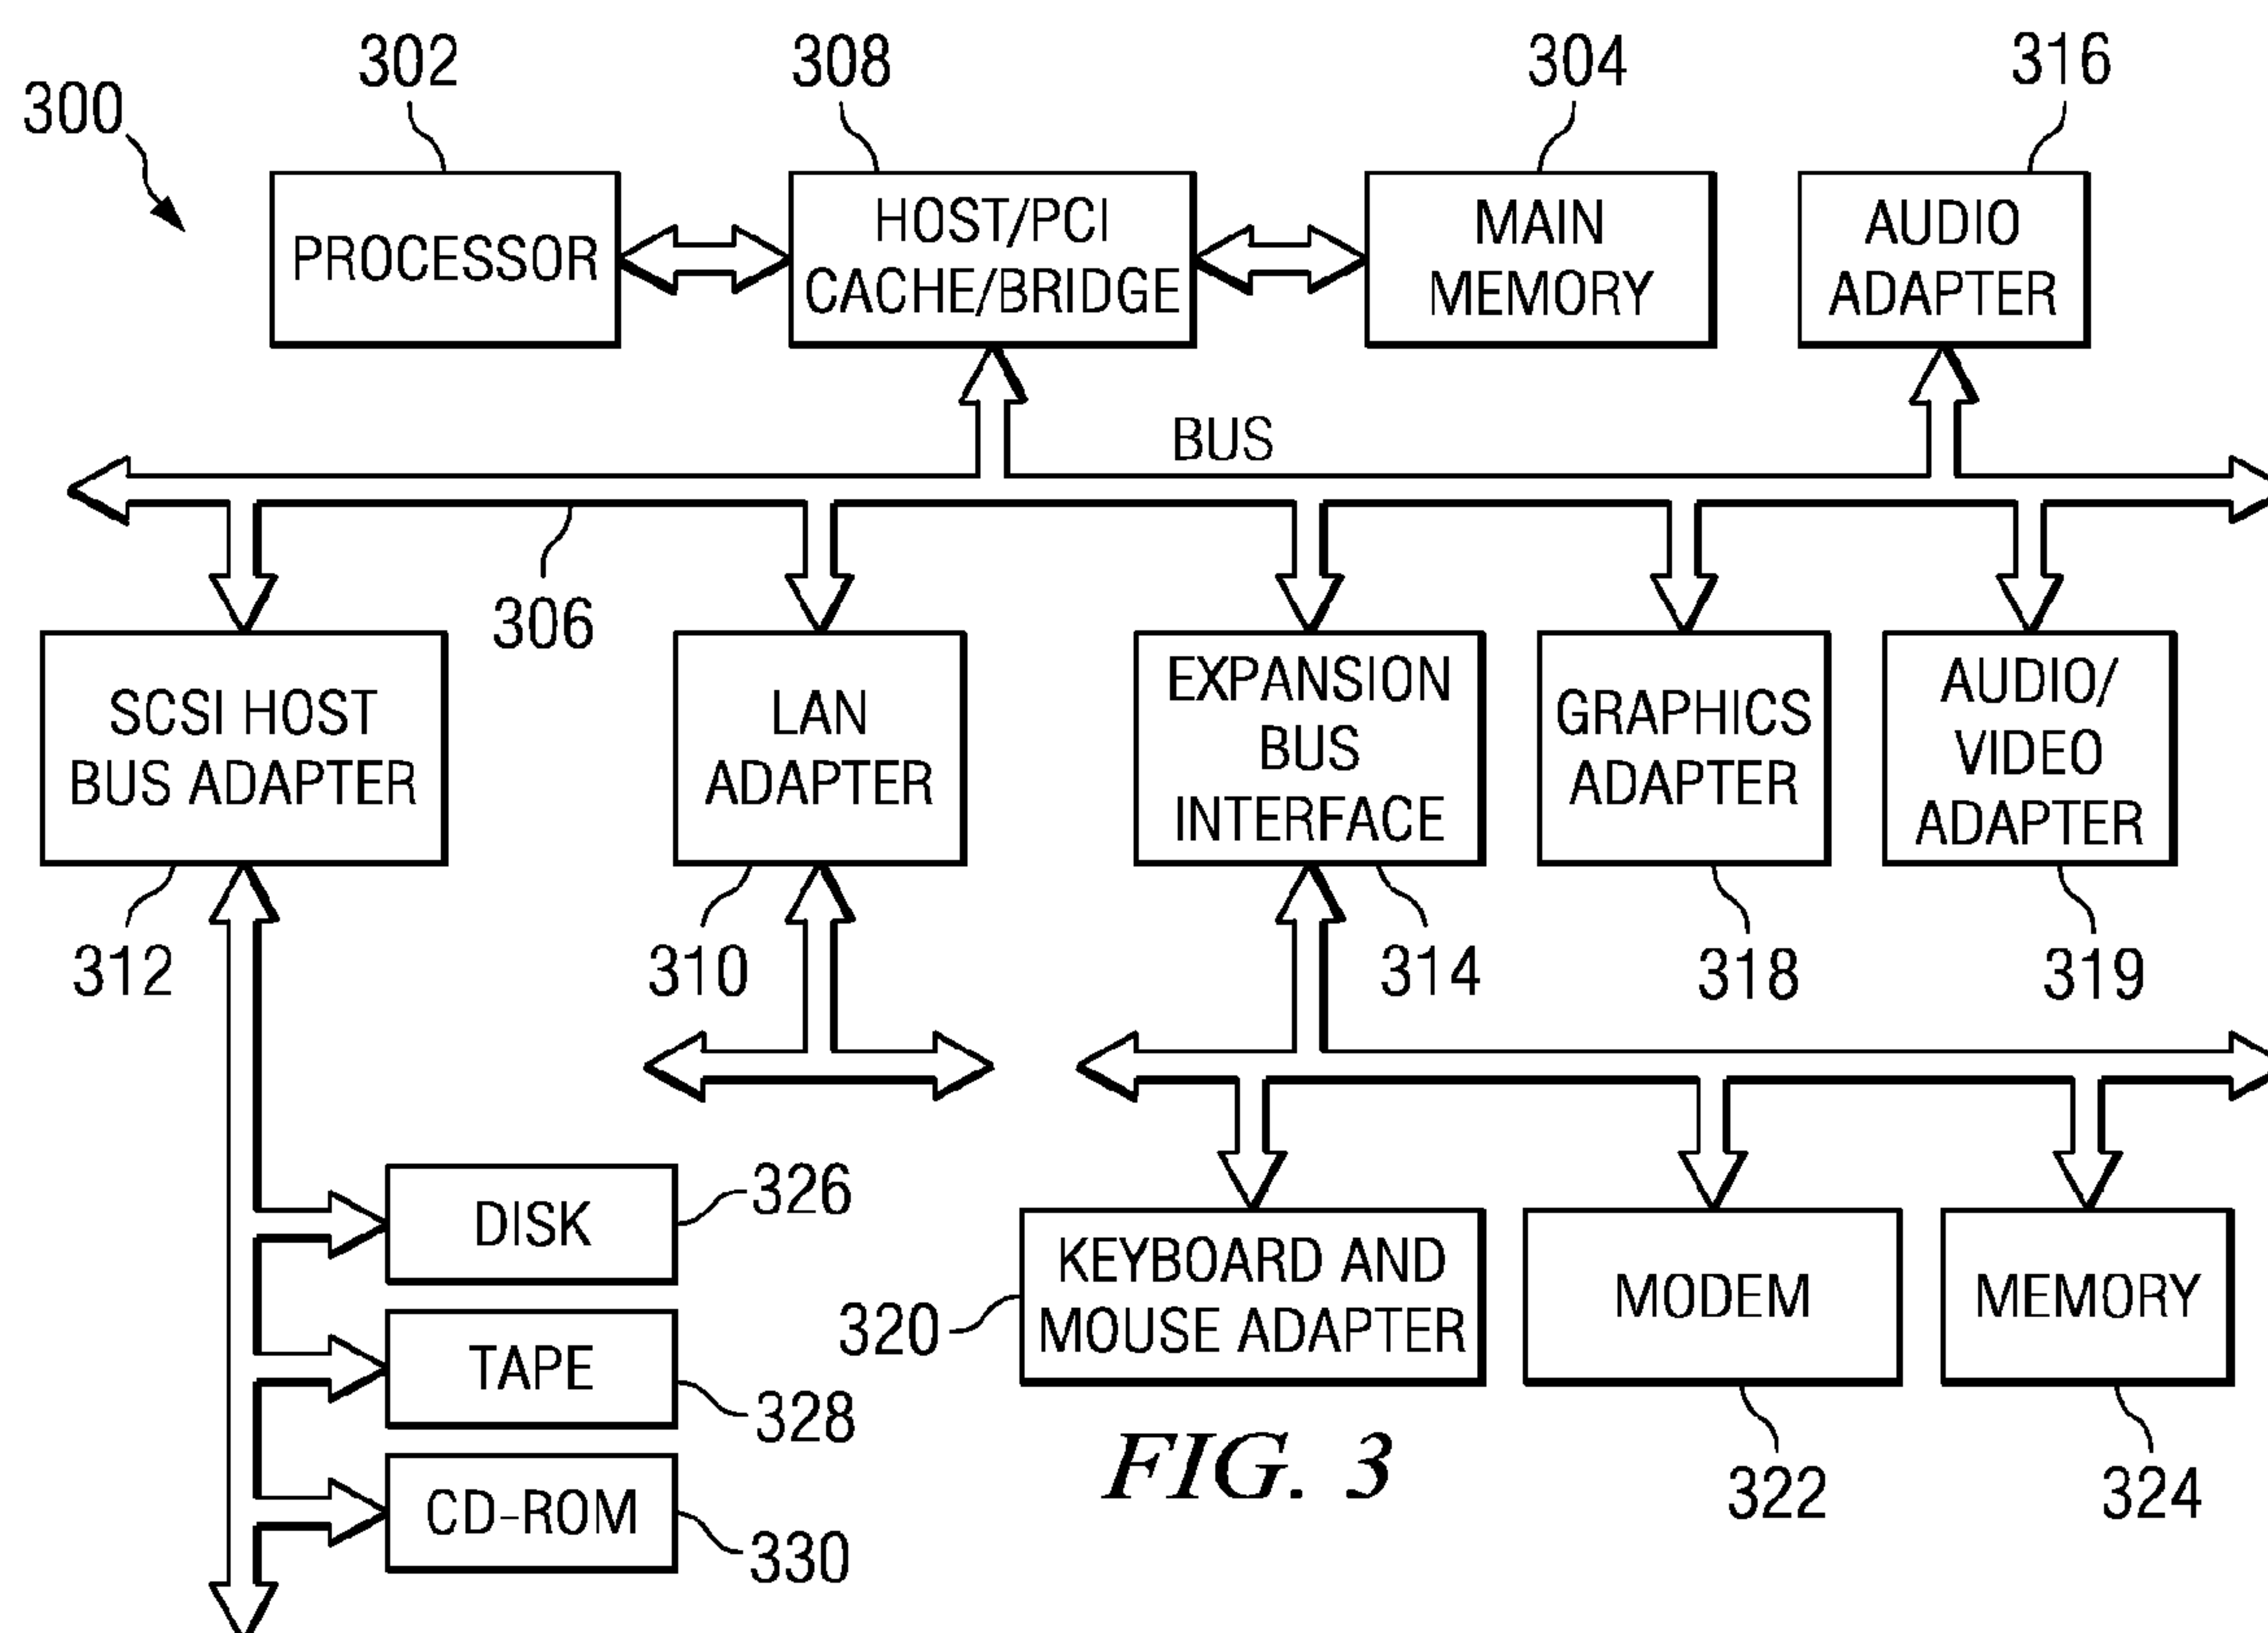 300
302
308
304
316
PROCESSOR
HOST/PCI
CACHE/BRIDGE
MAIN
MEMORY
AUDIO
ADAPTER
BUS
306
SCSI HOST
BUS ADAPTER
LAN
ADAPTER
EXPANSION
BUS
INTERFACE
GRAPHICS
ADAPTER
AUDIO/
VIDEO
ADAPTER
312
310
314
318
319
DISK
326
TAPE
328
CD-ROM
330
320
KEYBOARD AND
MOUSE ADAPTER
MODEM
MEMORY
322
324
FIG. 3